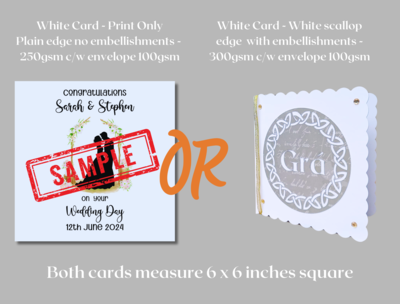 White Card - Print Only
Plain edge no embellishments -
250gsm c/w envelope 100gsm
White Card - White scallop
edge with embellishments -
300gsm c/w envelope 100gsm
Congratulations
Sarah & Stephen
SAMPLE
on your
Wedding Day
12th June 2024
OR
Gra
Both cards measure 6 x 6 inches square